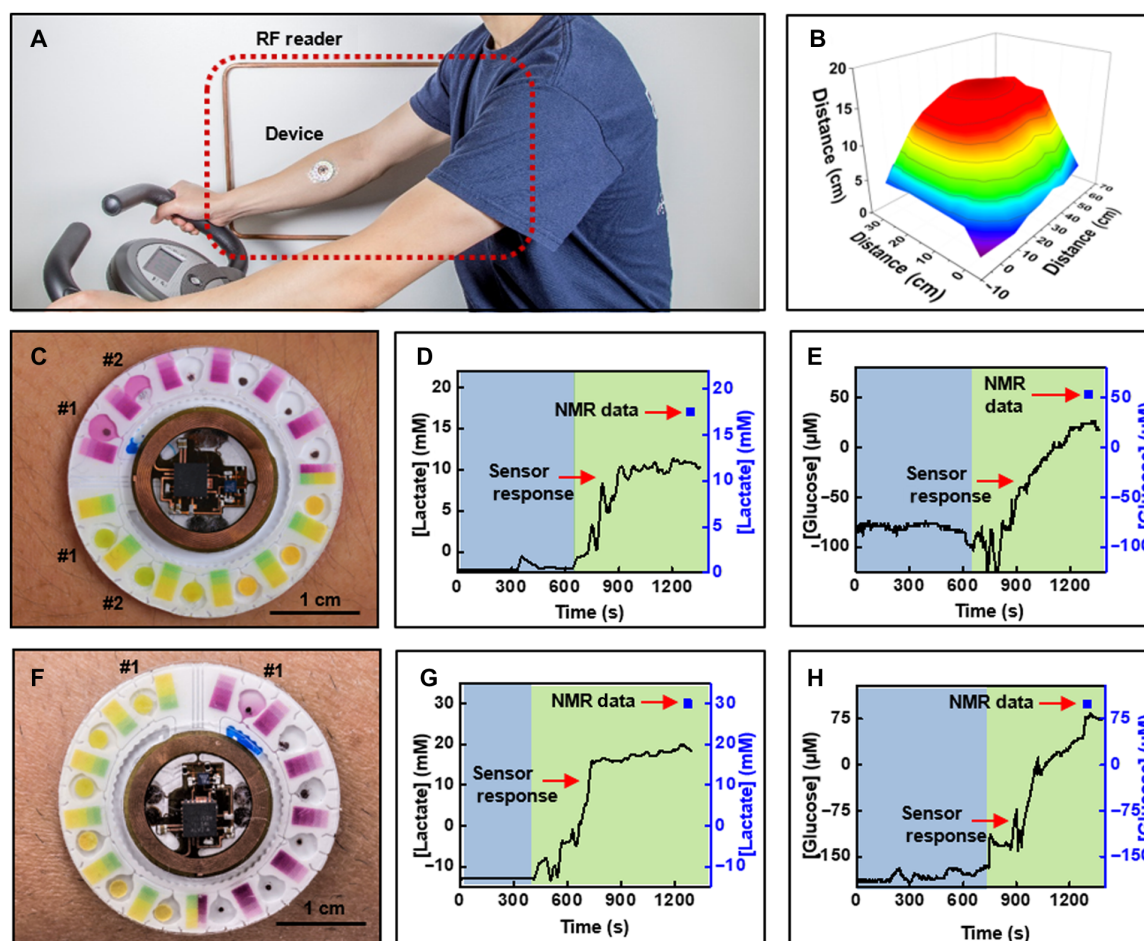 A
RF reader
Device
B
20
15
10
5
0
Distance (cm)
30
20
10
0
-10
Distance (cm)
70
60
50
40
30
20
10
0
Distance (cm)
C
#2
#1
#1
#2
1 cm
D
20
15
10
5
0
[Lactate] (mM)
NMR data
Sensor
response
20
15
10
5
0
[Lactate] (mM)
0 300 600 900 1200
Time (s)
E
50
0
−50
−100
[Glucose] (µM)
NMR
data
Sensor
response
50
0
−50
−100
[Glucose] (µM)
0 300 600 900 1200
Time (s)
F
#1
#1
1 cm
G
30
20
10
0
−10
[Lactate] (mM)
NMR data
Sensor
response
30
20
10
0
−10
[Lactate] (mM)
0 300 600 900 1200
Time (s)
H
75
0
−75
−150
[Glucose] (µM)
NMR data
Sensor
response
75
0
−75
−150
[Glucose] (µM)
0 300 600 900 1200
Time (s)